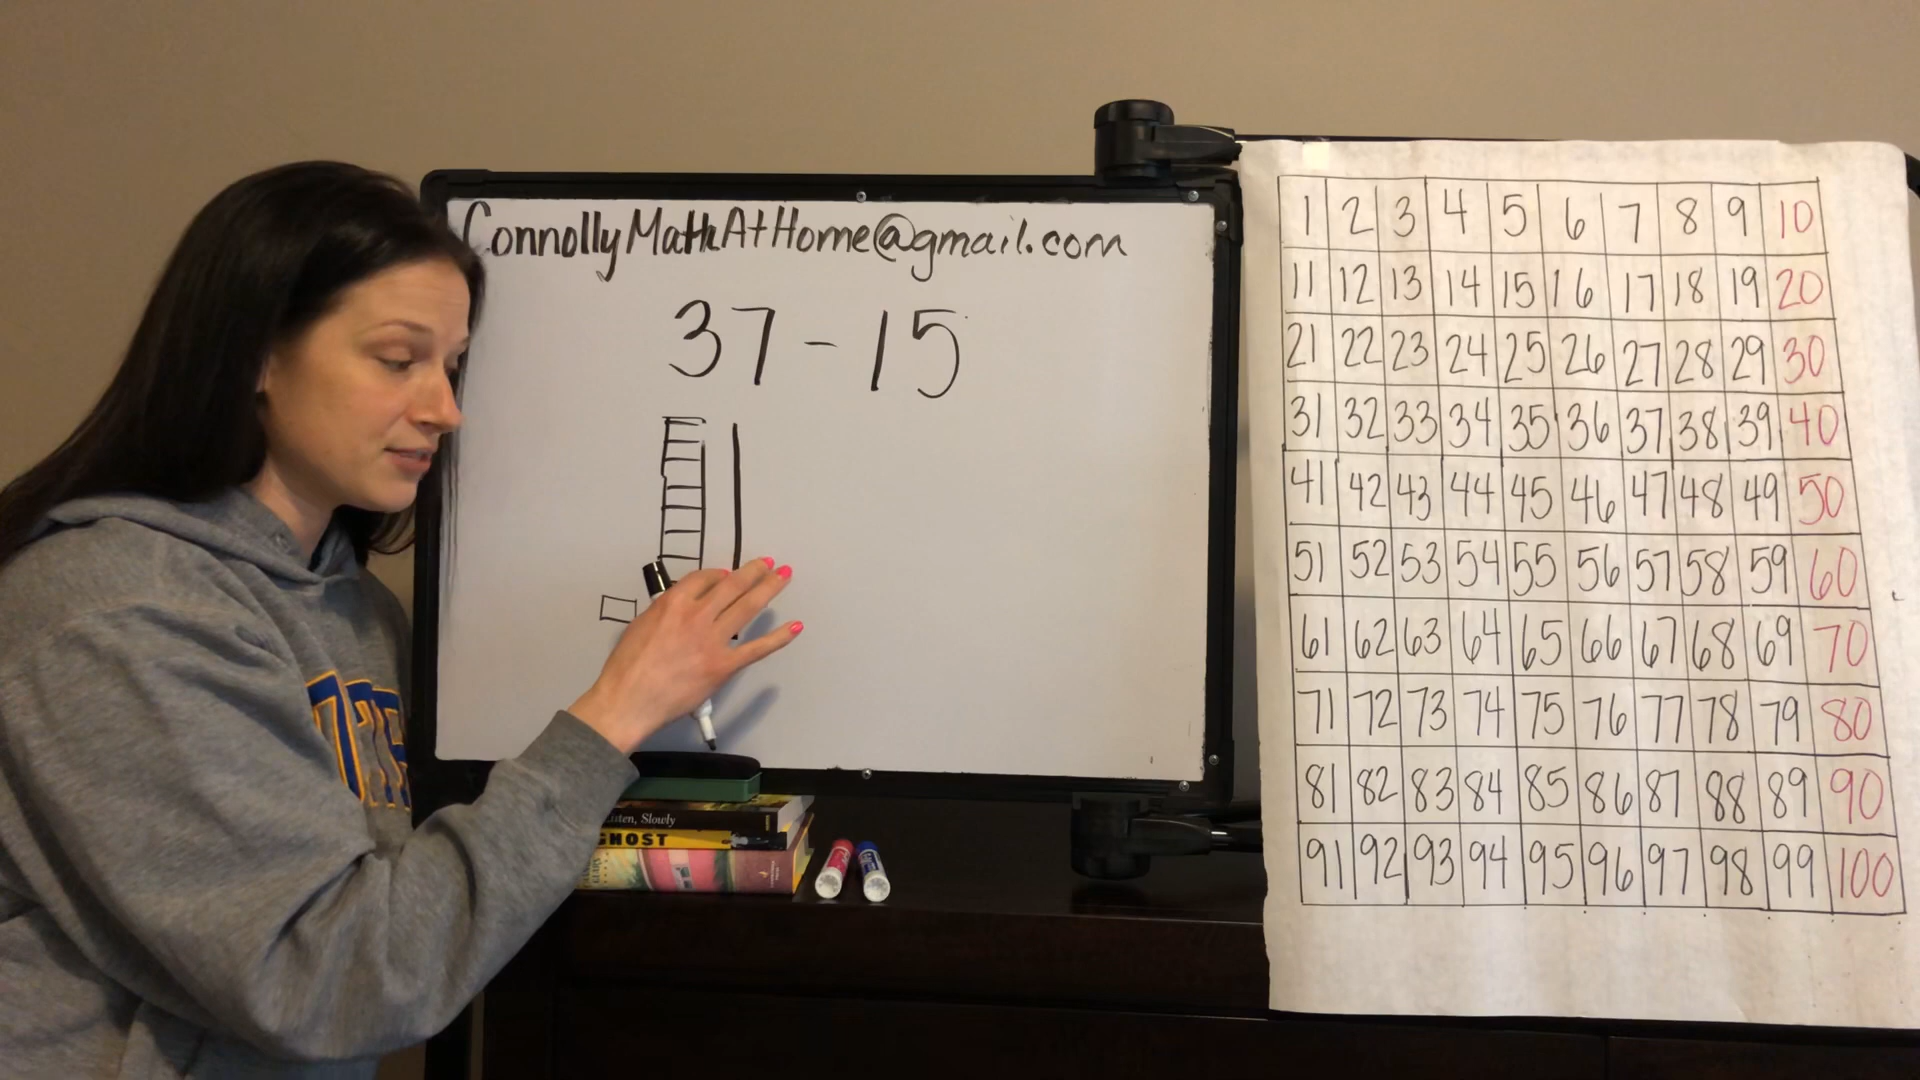 ConnollyMathAtHome@gmail.com
37 - 15
1 2 3 4 5 6 7 8 9 10
11 12 13 14 15 16 17 18 19 20
21 22 23 24 25 26 27 28 29 30
31 32 33 34 35 36 37 38 39 40
41 42 43 44 45 46 47 48 49 50
51 52 53 54 55 56 57 58 59 60
61 62 63 64 65 66 67 68 69 70
71 72 73 74 75 76 77 78 79 80
81 82 83 84 85 86 87 88 89 90
91 92 93 94 95 96 97 98 99 100
Listen, Slowly
GHOST